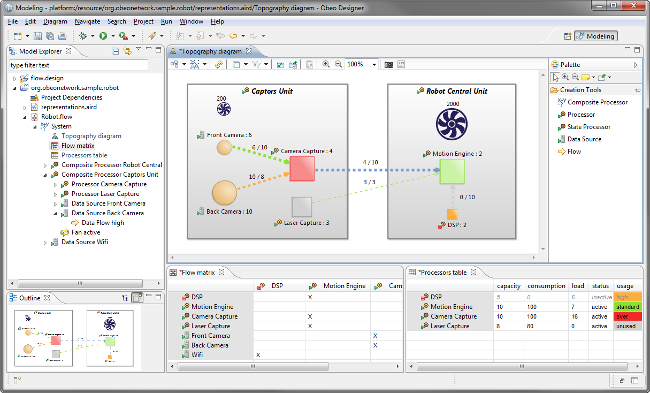 Modeling - platform:/resource/org.obeonetwork.sample.robot/representations.aird/Topography diagram - Obeo Designer
File Edit Diagram Navigate Search Project Run Window Help
100%
Modeling
Model Explorer
type filter text
flow.design
org.obeonetwork.sample.robot
Project Dependencies
representations.aird
Robot.flow
System
Topography diagram
Flow matrix
Processors table
Composite Processor Robot Central
Composite Processor Captors Unit
Processor Camera Capture
Processor Laser Capture
Data Source Front Camera
Data Source Back Camera
Data Flow high
Fan active
Data Source Wifi
Outline
*Topography diagram
100%
Captors Unit
200
Front Camera : 6
6 / 10
Camera Capture : 4
10 / 8
Back Camera : 10
Laser Capture : 3
4 / 10
Robot Central Unit
2000
Motion Engine : 2
0 / 10
DSP: 2
Palette
Creation Tools
Composite Processor
Processor
State Processor
Data Source
Flow
*Flow matrix
DSP Motion Engine Cam
DSP X
Motion Engine
Camera Capture X
Laser Capture X
Front Camera X
Back Camera X
Wifi X
*Processors table
capacity consumption load status usage
DSP 5 0 6 inactive high
Motion Engine 10 100 7 active standard
Camera Capture 10 100 16 active over
Laser Capture 8 80 0 active unused